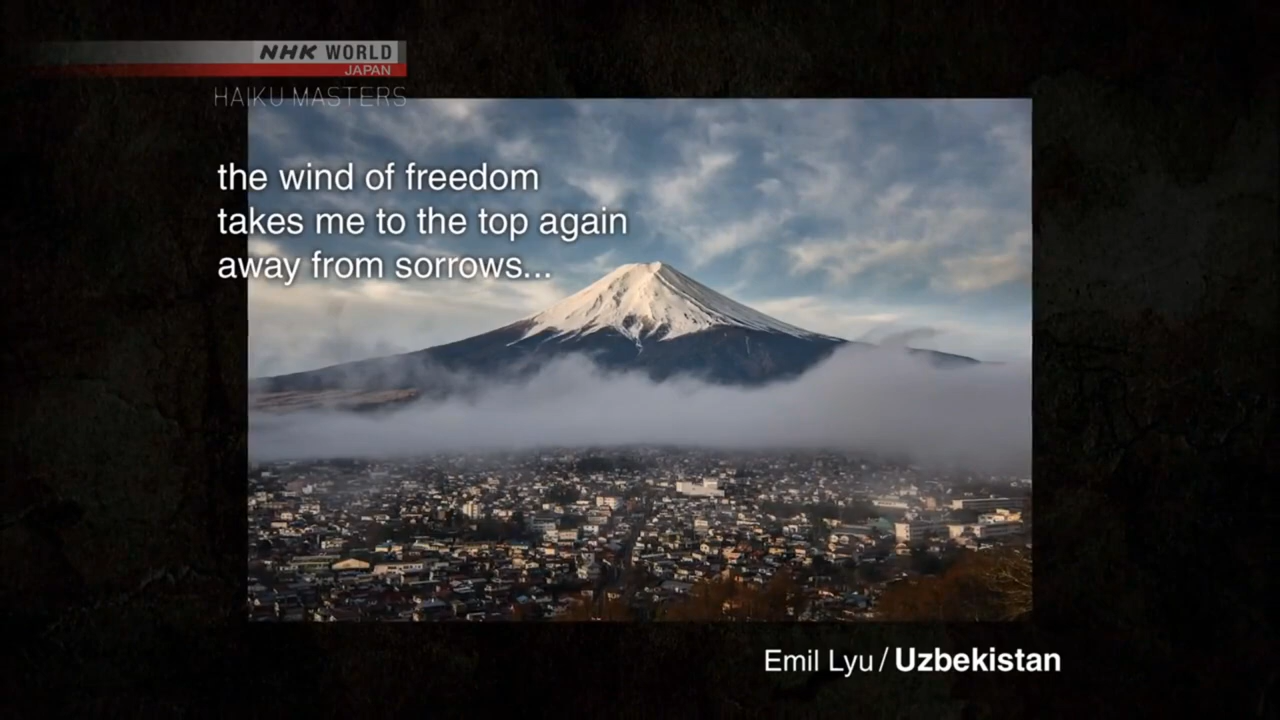 NHK WORLD
JAPAN
HAIKU MASTERS
the wind of freedom
takes me to the top again
away from sorrows...
Emil Lyu / Uzbekistan